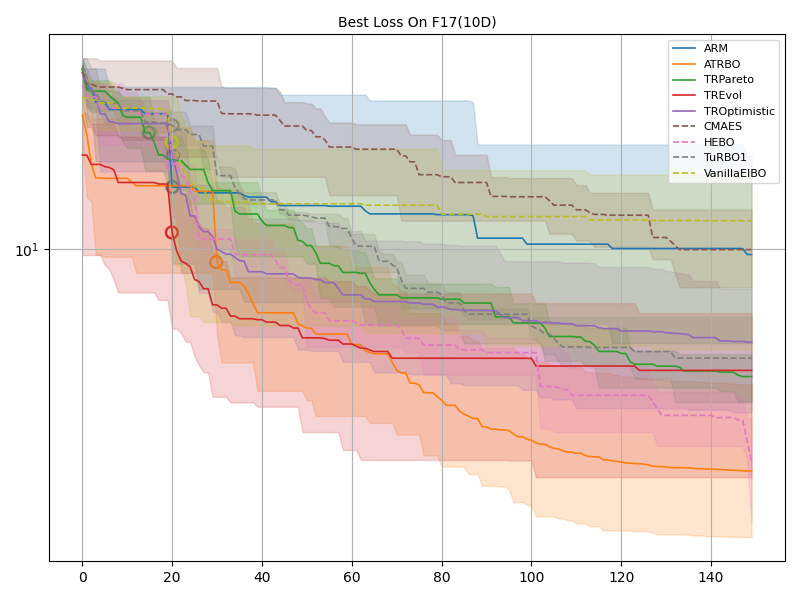 Best Loss On F17(10D)
ARM
ATRBO
TRPareto
TREvol
TROptimistic
CMAES
HEBO
TuRBO1
VanillaEIBO
10¹
0 20 40 60 80 100 120 140